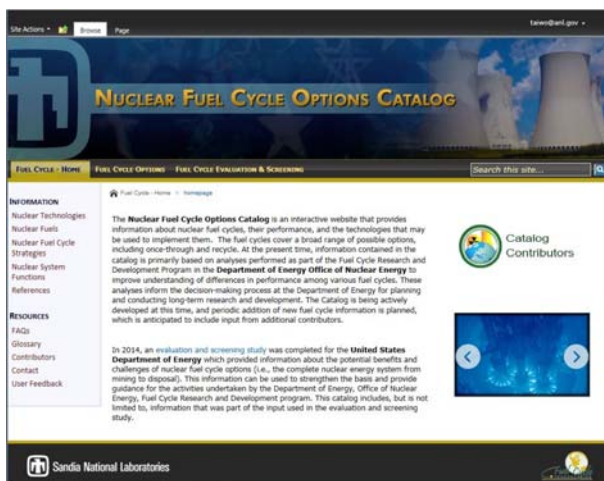 taiwo@anl.gov
Site Actions
Browse
Page
NUCLEAR FUEL CYCLE OPTIONS CATALOG
FUEL CYCLE - HOME
FUEL CYCLE OPTIONS
FUEL CYCLE EVALUATION & SCREENING
Search this site...
Fuel Cycle - Home > homepage
INFORMATION
Nuclear Technologies
Nuclear Fuels
Nuclear Fuel Cycle
Strategies
Nuclear System
Functions
References
RESOURCES
FAQs
Glossary
Contributors
Contact
User Feedback
The Nuclear Fuel Cycle Options Catalog is an interactive website that provides
information about nuclear fuel cycles, their performance, and the technologies that may
be used to implement them. The fuel cycles cover a broad range of possible options,
including once-through and recycle. At the present time, information contained in the
catalog is primarily based on analyses performed as part of the Fuel Cycle Research and
Development Program in the Department of Energy Office of Nuclear Energy to
improve understanding of differences in performance among various fuel cycles. These
analyses inform the decision-making process at the Department of Energy for planning
and conducting long-term research and development. The Catalog is being actively
developed at this time, and periodic addition of new fuel cycle information is planned,
which is anticipated to include input from additional contributors.
In 2014, an evaluation and screening study was completed for the United States
Department of Energy which provided information about the potential benefits and
challenges of nuclear fuel cycle options (i.e., the complete nuclear energy system from
mining to disposal). This information can be used to strengthen the basis and provide
guidance for the activities undertaken by the Department of Energy, Office of Nuclear
Energy, Fuel Cycle Research and Development program. This catalog includes, but is not
limited to, information that was part of the input used in the evaluation and screening
study.
Catalog
Contributors
Sandia National Laboratories